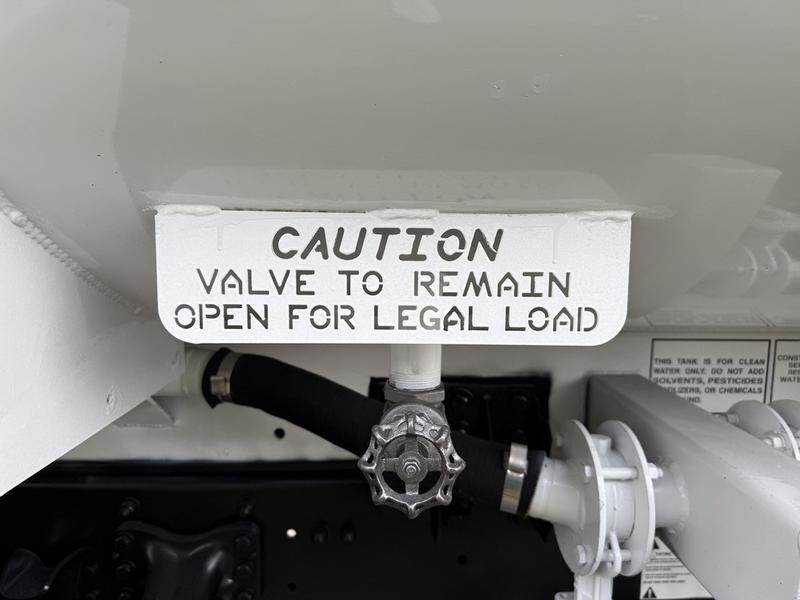 CAUTION
VALVE TO REMAIN
OPEN FOR LEGAL LOAD
THIS TANK IS FOR CLEAN
WATER ONLY. DO NOT ADD
SOLVENTS, PESTICIDES
OR CHEMICALS